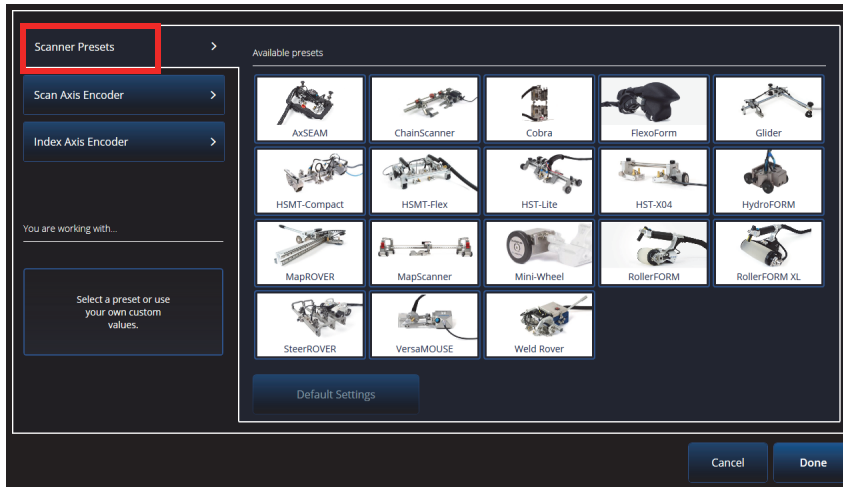 Scanner Presets
Scan Axis Encoder
Index Axis Encoder
You are working with...
Select a preset or use
your own custom
values.
Available presets
AxSEAM
ChainScanner
Cobra
FlexoForm
Glider
HSMT-Compact
HSMT-Flex
HST-Lite
HST-X04
HydroFORM
MapROVER
MapScanner
Mini-Wheel
RollerFORM
RollerFORM XL
SteerROVER
VersaMOUSE
Weld Rover
Default Settings
Cancel
Done